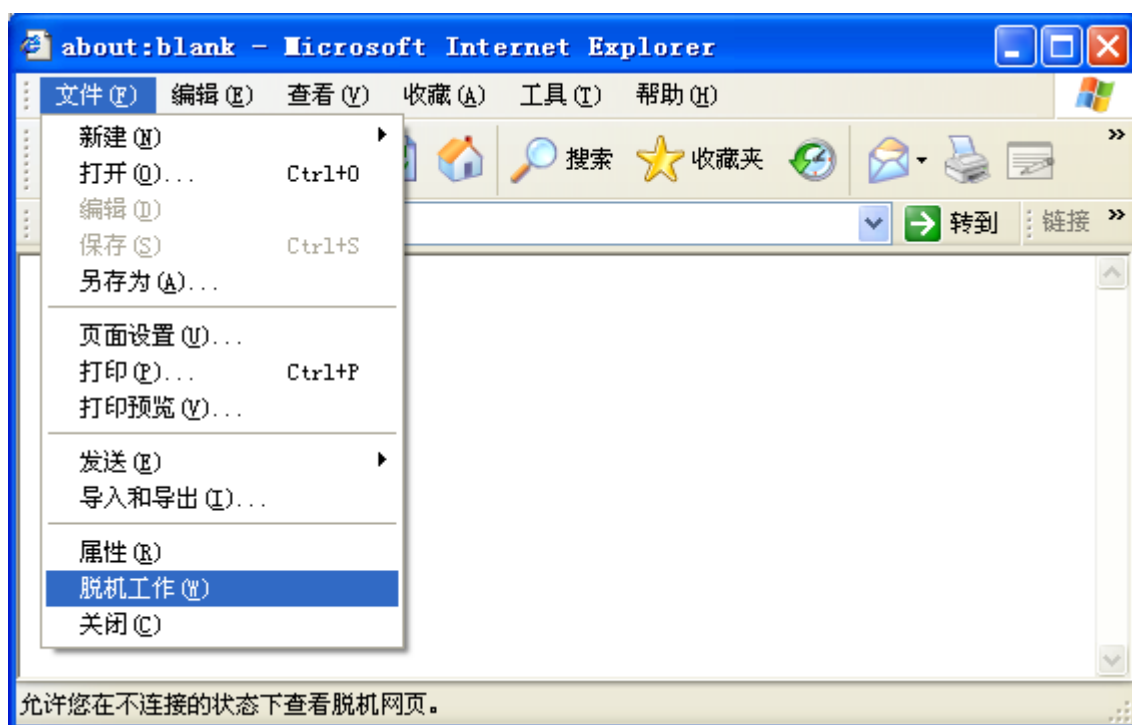 about:blank - Microsoft Internet Explorer
文件(F) 编辑(E) 查看(V) 收藏(A) 工具(T) 帮助(H)
搜索 收藏夹
转到 链接
新建(N)
打开(O)... Ctrl+O
编辑(D)
保存(S) Ctrl+S
另存为(A)...
页面设置(U)...
打印(P)... Ctrl+P
打印预览(V)...
发送(E)
导入和导出(I)...
属性(R)
脱机工作(W)
关闭(C)
允许您在不连接的状态下查看脱机网页。